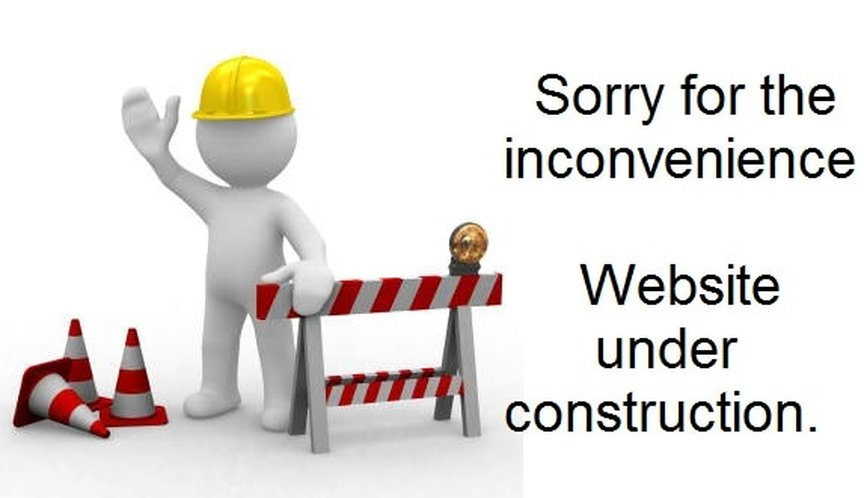 Sorry for the
inconvenience
Website
under
construction.